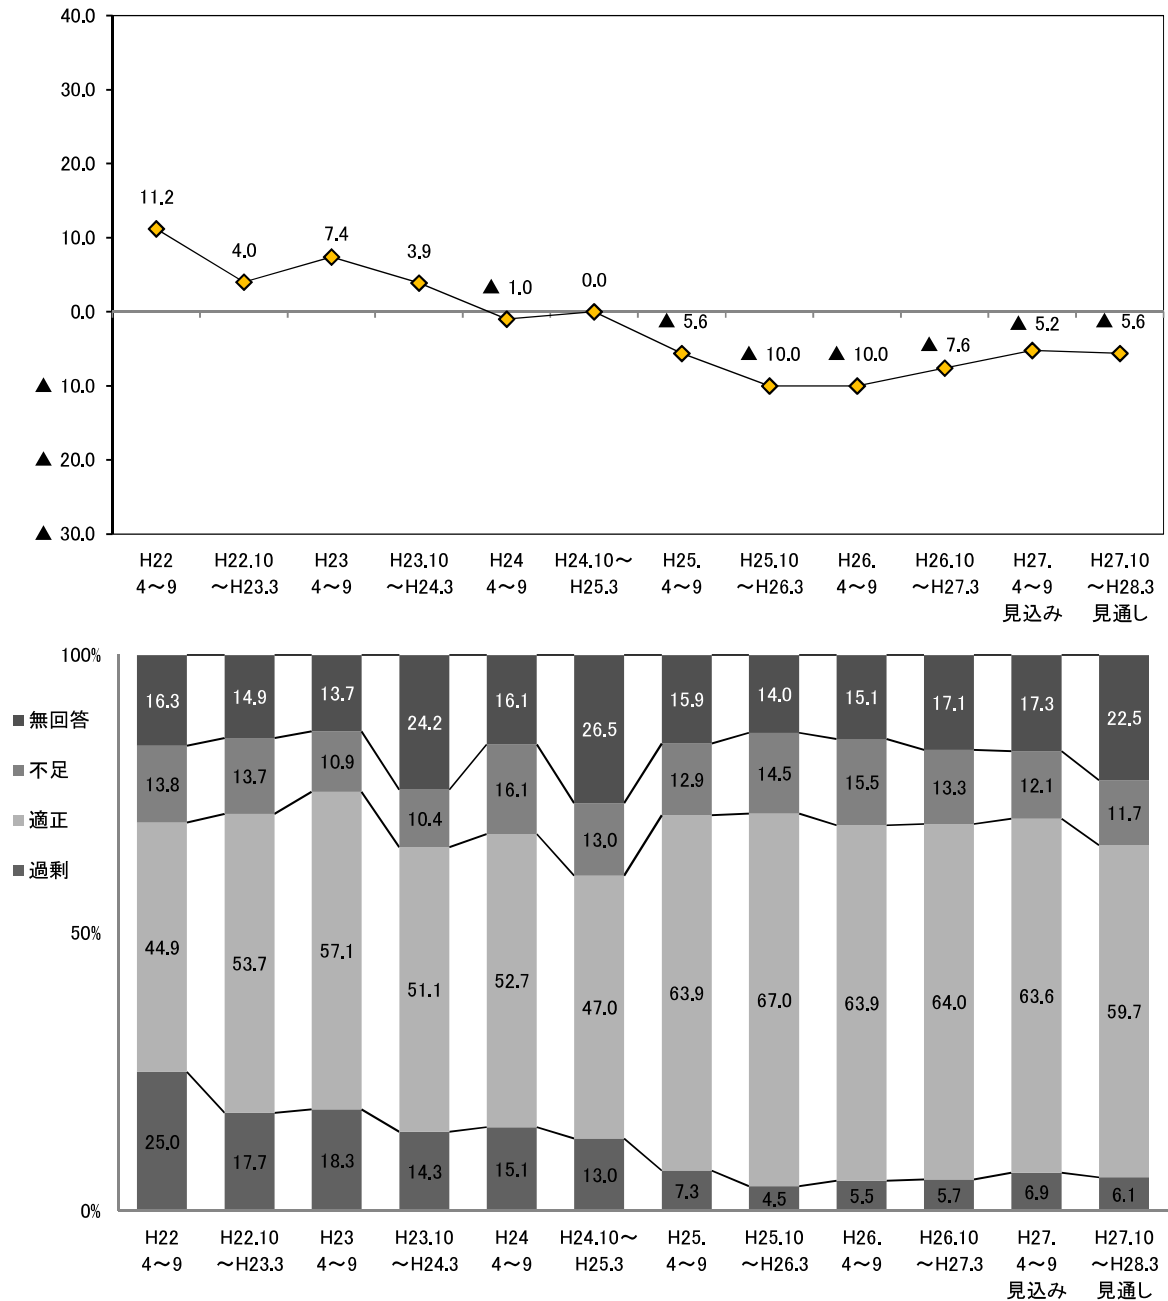 40.0
30.0
20.0
10.0
0.0
▲ 10.0
▲ 20.0
▲ 30.0
11.2
4.0
7.4
3.9
▲ 1.0
0.0
▲ 5.6
▲ 10.0
▲ 10.0
▲ 7.6
▲ 5.2
▲ 5.6
H22 H22.10 H23 H23.10 H24 H24.10～ H25. H25.10 H26. H26.10 H27. H27.10
4～9 ～H23.3 4～9 ～H24.3 4～9 H25.3 4～9 ～H26.3 4～9 ～H27.3 4～9 ～H28.3
見込み 見通し
100%
50%
0%
■無回答
■不足
■適正
■過剰
16.3 14.9 13.7 24.2 16.1 26.5 15.9 14.0 15.1 17.1 17.3 22.5
13.8 13.7 10.9 10.4 16.1 13.0 12.9 14.5 15.5 13.3 12.1 11.7
44.9 53.7 57.1 51.1 52.7 47.0 63.9 67.0 63.9 64.0 63.6 59.7
25.0 17.7 18.3 14.3 15.1 13.0 7.3 4.5 5.5 5.7 6.9 6.1
H22 H22.10 H23 H23.10 H24 H24.10～ H25. H25.10 H26. H26.10 H27. H27.10
4～9 ～H23.3 4～9 ～H24.3 4～9 H25.3 4～9 ～H26.3 4～9 ～H27.3 4～9 ～H28.3
見込み 見通し